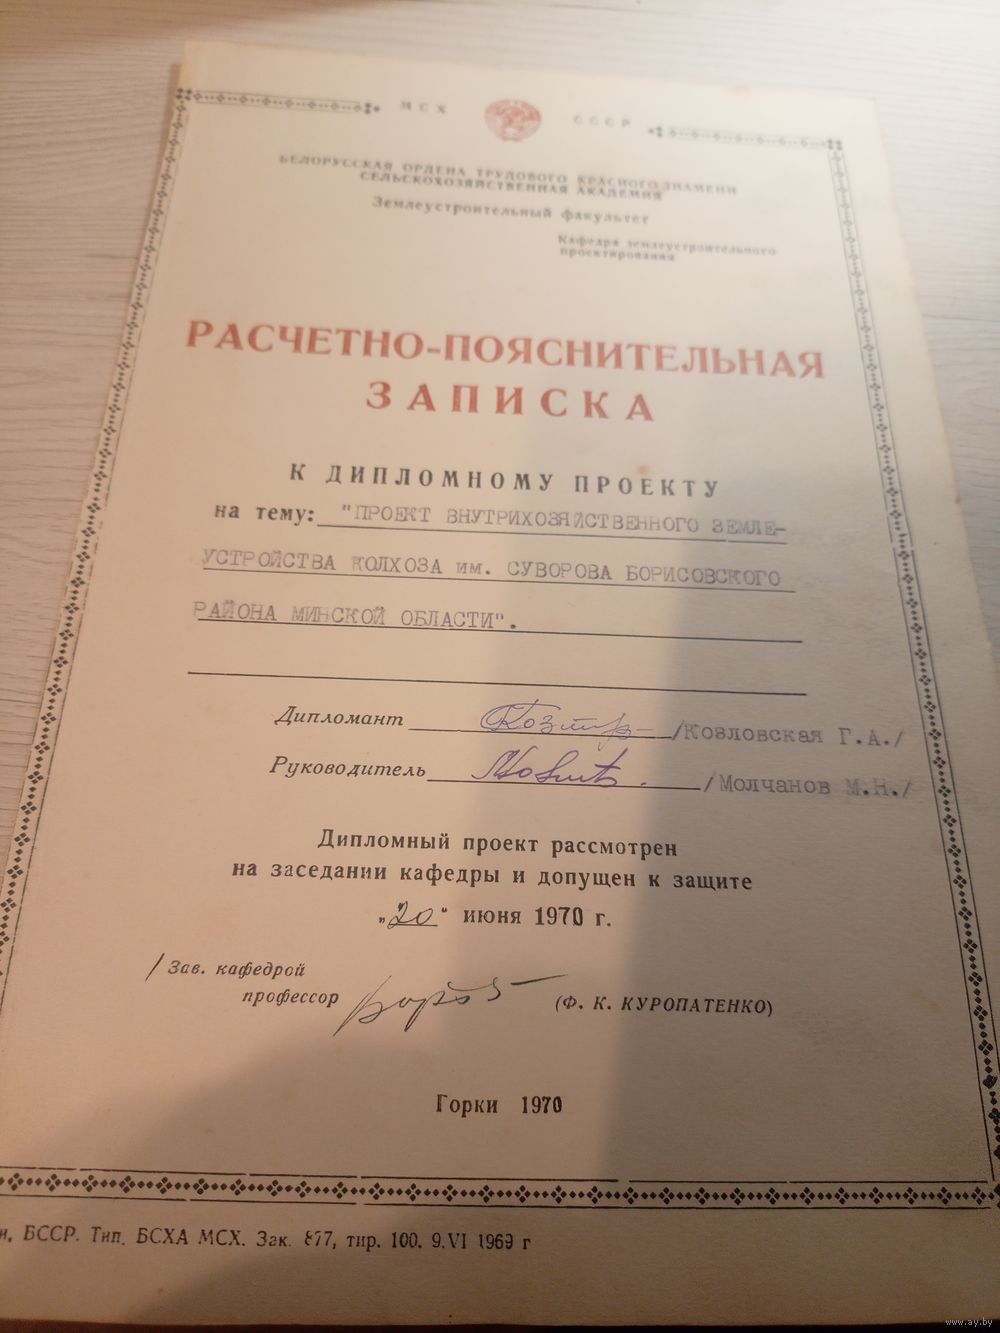 МСХ СССР
БЕЛОРУССКАЯ ОРДЕНА ТРУДОВОГО КРАСНОГО ЗНАМЕНИ
СЕЛЬСКОХОЗЯЙСТВЕННАЯ АКАДЕМИЯ
Землеустроительный факультет
Кафедра землеустроительного
проектирования
РАСЧЕТНО-ПОЯСНИТЕЛЬНАЯ
ЗАПИСКА
К ДИПЛОМНОМУ ПРОЕКТУ
на тему: "ПРОЕКТ ВНУТРИХОЗЯЙСТВЕННОГО ЗЕМЛЕ-
УСТРОЙСТВА КОЛХОЗА им. СУВОРОВА БОРИСОВСКОГО
РАЙОНА МИНСКОЙ ОБЛАСТИ".
Дипломант /Козловская Г.А./
Руководитель /Молчанов М.Н./
Дипломный проект рассмотрен
на заседании кафедры и допущен к защите
„20“ июня 1970 г.
/ Зав. кафедрой
профессор (Ф. К. КУРОПАТЕНКО)
Горки 1970
и, БССР. Тип. БСХА МСХ. Зак. 877, тир. 100. 9.VI 1969 г
www.ay.by